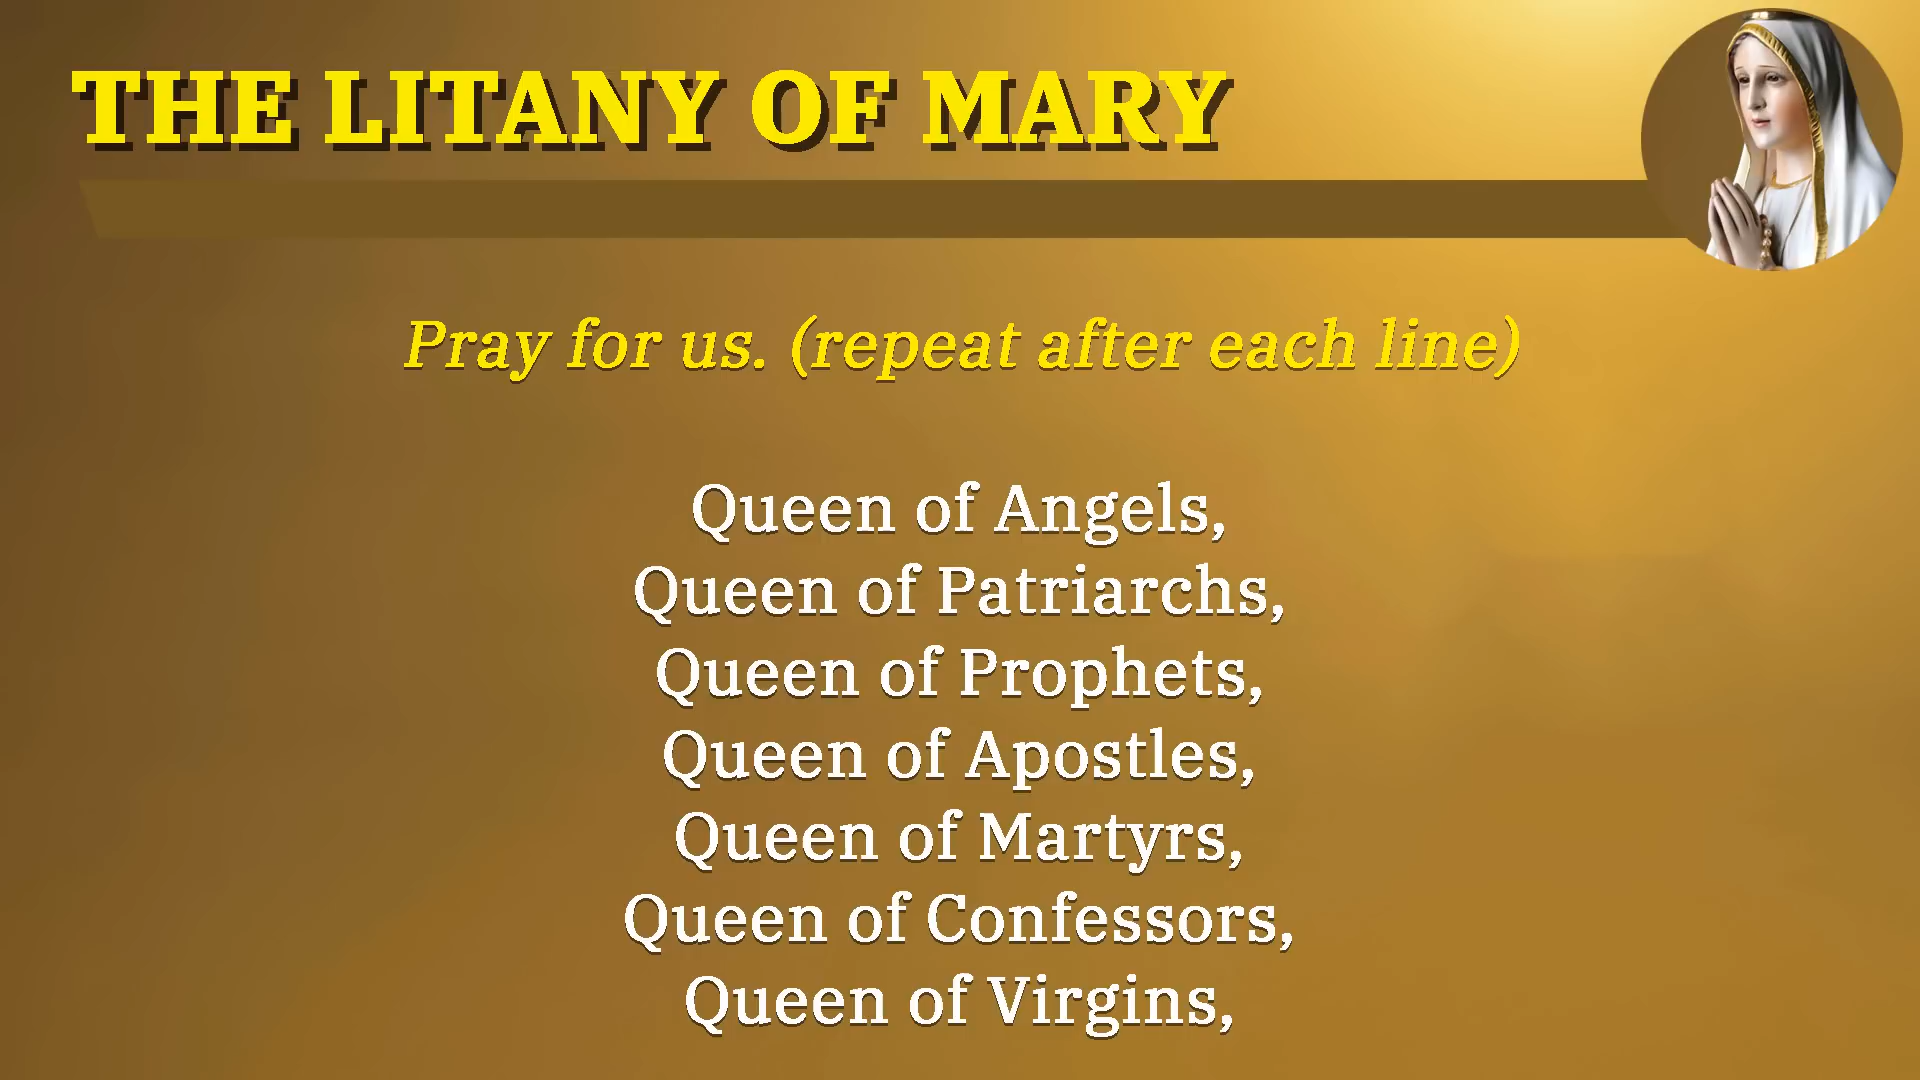 THE LITANY OF MARY
Pray for us. (repeat after each line)
Queen of Angels,
Queen of Patriarchs,
Queen of Prophets,
Queen of Apostles,
Queen of Martyrs,
Queen of Confessors,
Queen of Virgins,